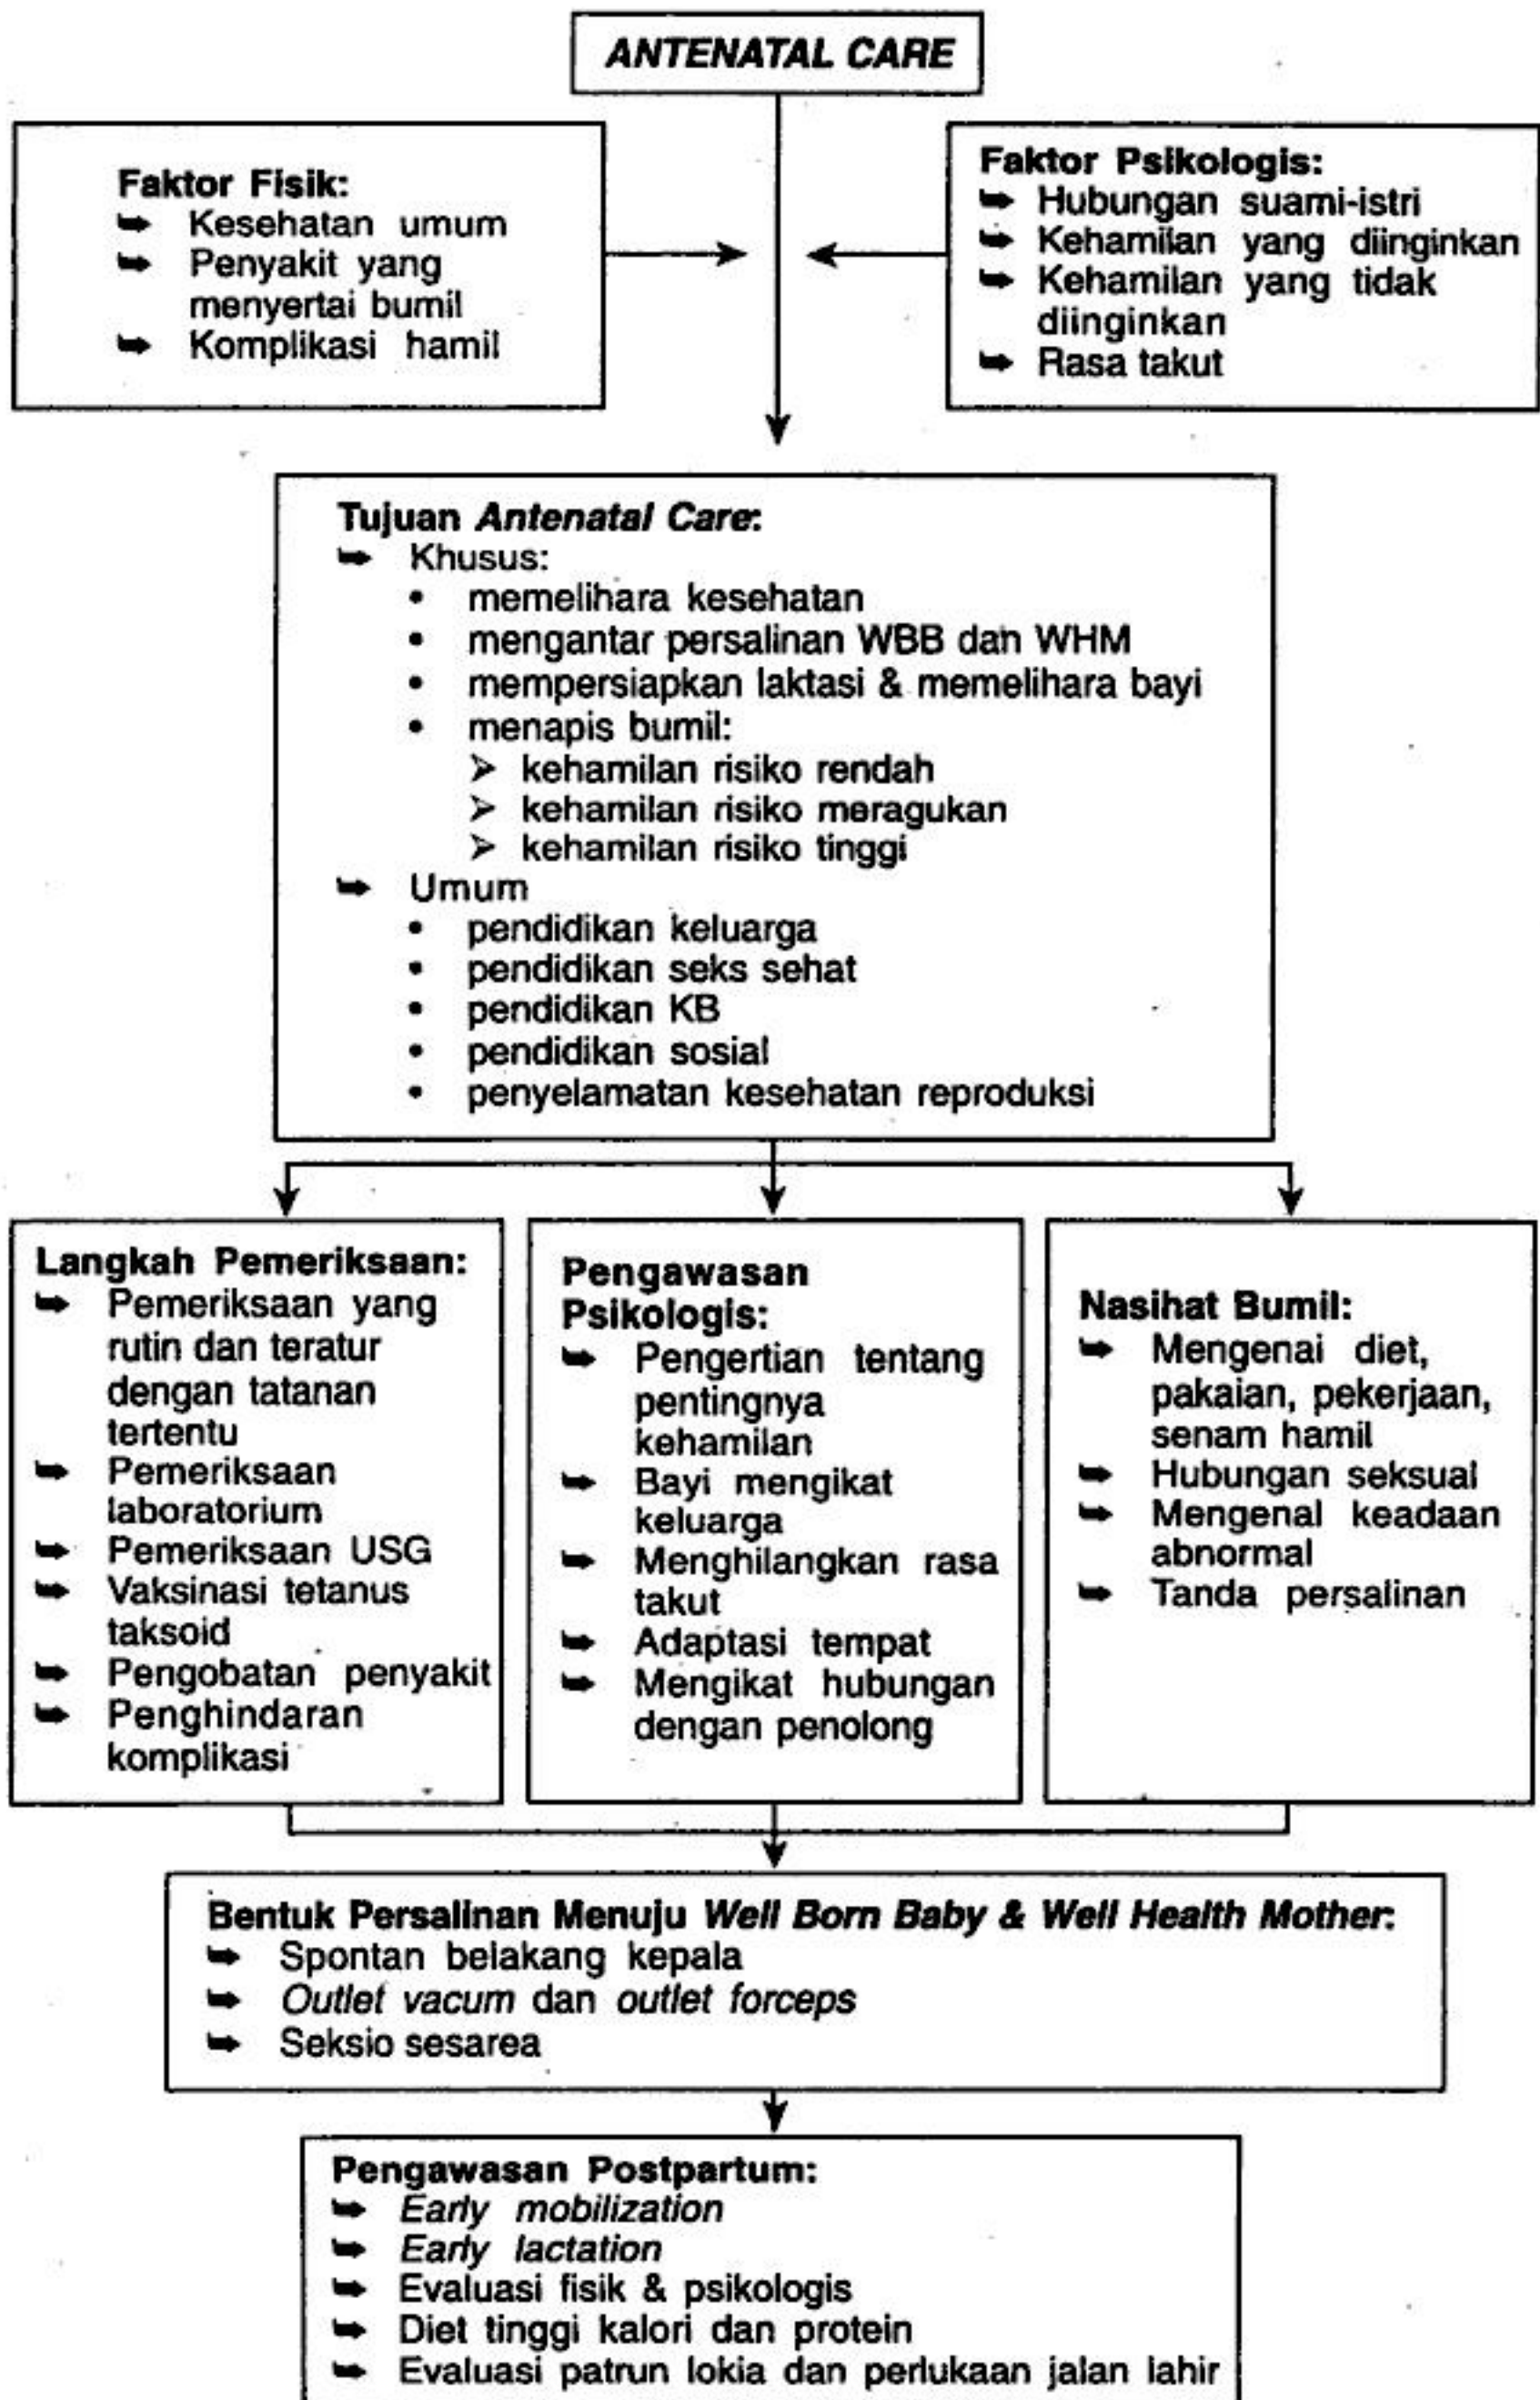 ANTENATAL CARE
Faktor Fisik:
➥ Kesehatan umum
➥ Penyakit yang
menyertai bumil
➥ Komplikasi hamil
Faktor Psikologis:
➥ Hubungan suami-istri
➥ Kehamilan yang diinginkan
➥ Kehamilan yang tidak
diinginkan
➥ Rasa takut
Tujuan Antenatal Care:
➥ Khusus:
• memelihara kesehatan
• mengantar persalinan WBB dan WHM
• mempersiapkan laktasi & memelihara bayi
• menapis bumil:
➢ kehamilan risiko rendah
➢ kehamilan risiko meragukan
➢ kehamilan risiko tinggi
➥ Umum
• pendidikan keluarga
• pendidikan seks sehat
• pendidikan KB
• pendidikan sosial
• penyelamatan kesehatan reproduksi
Langkah Pemeriksaan:
➥ Pemeriksaan yang
rutin dan teratur
dengan tatanan
tertentu
➥ Pemeriksaan
laboratorium
➥ Pemeriksaan USG
➥ Vaksinasi tetanus
taksoid
➥ Pengobatan penyakit
➥ Penghindaran
komplikasi
Pengawasan
Psikologis:
➥ Pengertian tentang
pentingnya
kehamilan
➥ Bayi mengikat
keluarga
➥ Menghilangkan rasa
takut
➥ Adaptasi tempat
➥ Mengikat hubungan
dengan penolong
Nasihat Bumil:
➥ Mengenai diet,
pakaian, pekerjaan,
senam hamil
➥ Hubungan seksual
➥ Mengenal keadaan
abnormal
➥ Tanda persalinan
Bentuk Persalinan Menuju Well Born Baby & Well Health Mother:
➥ Spontan belakang kepala
➥ Outlet vacum dan outlet forceps
➥ Seksio sesarea
Pengawasan Postpartum:
➥ Early mobilization
➥ Early lactation
➥ Evaluasi fisik & psikologis
➥ Diet tinggi kalori dan protein
➥ Evaluasi patrun lokia dan perlukaan jalan lahir